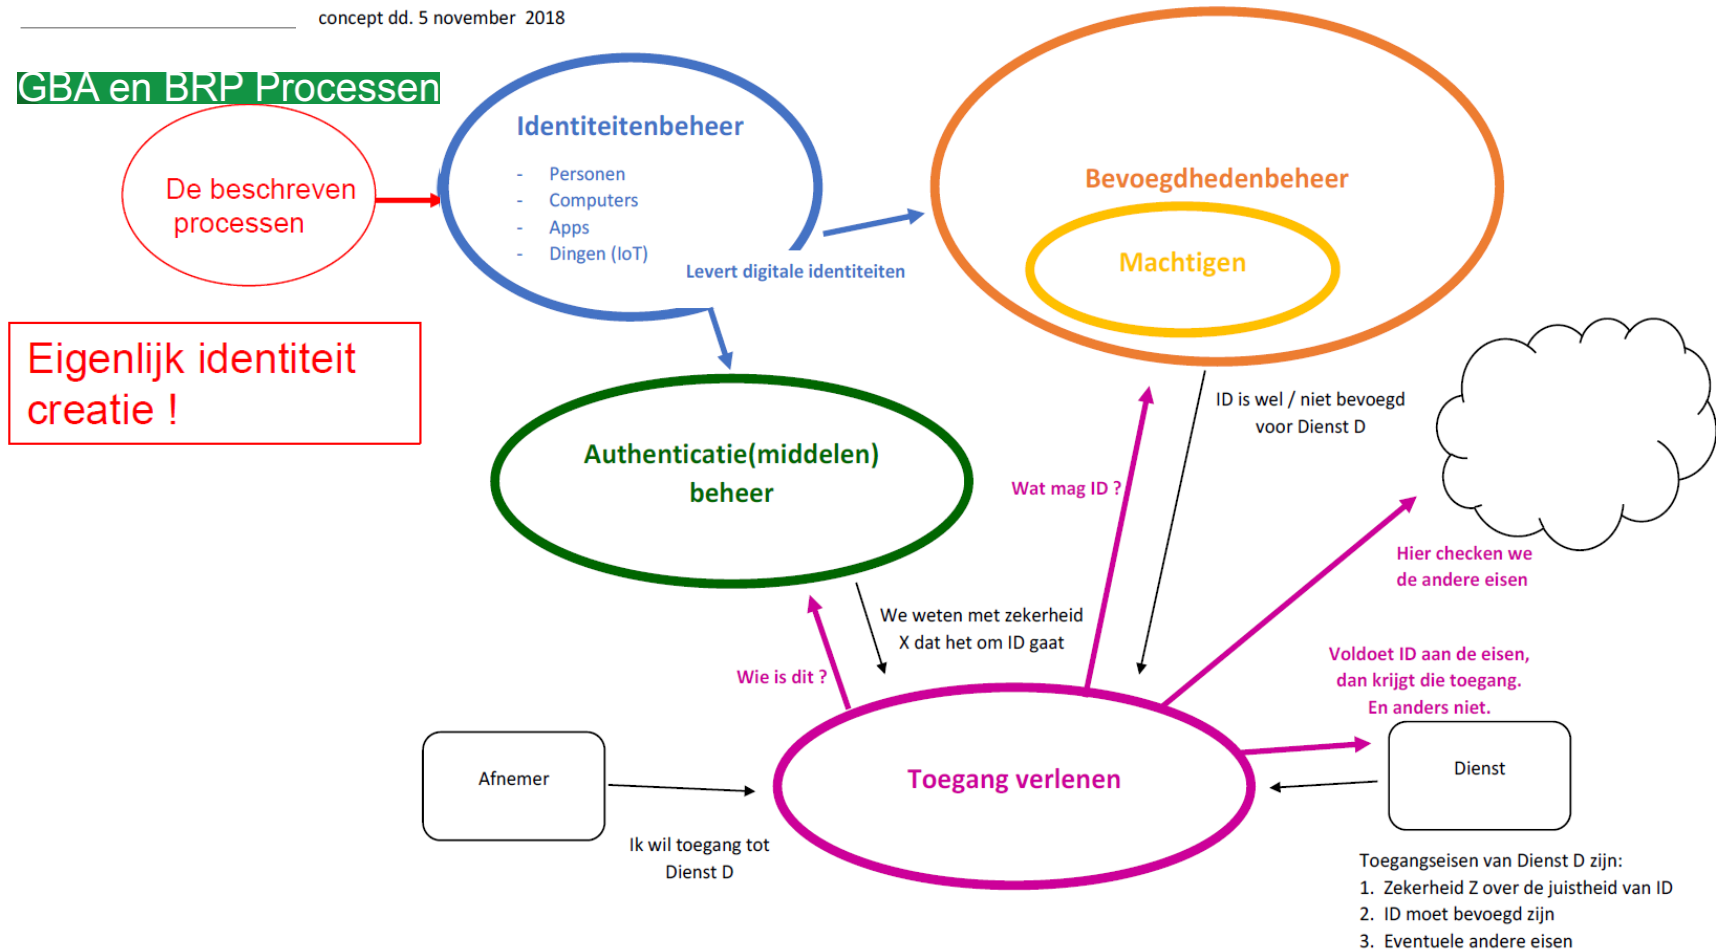 concept dd. 5 november 2018
GBA en BRP Processen
De beschreven
processen
Eigenlijk identiteit
creatie !
Identiteitenbeheer
- Personen
- Computers
- Apps
- Dingen (IoT)
Levert digitale identiteiten
Bevoegdhedenbeheer
Machtigen
ID is wel / niet bevoegd
voor Dienst D
Authenticatie(middelen)
beheer
Wat mag ID ?
Hier checken we
de andere eisen
We weten met zekerheid
X dat het om ID gaat
Wie is dit ?
Voldoet ID aan de eisen,
dan krijgt die toegang.
En anders niet.
Afnemer
Toegang verlenen
Dienst
Ik wil toegang tot
Dienst D
Toegangseisen van Dienst D zijn:
1. Zekerheid Z over de juistheid van ID
2. ID moet bevoegd zijn
3. Eventuele andere eisen